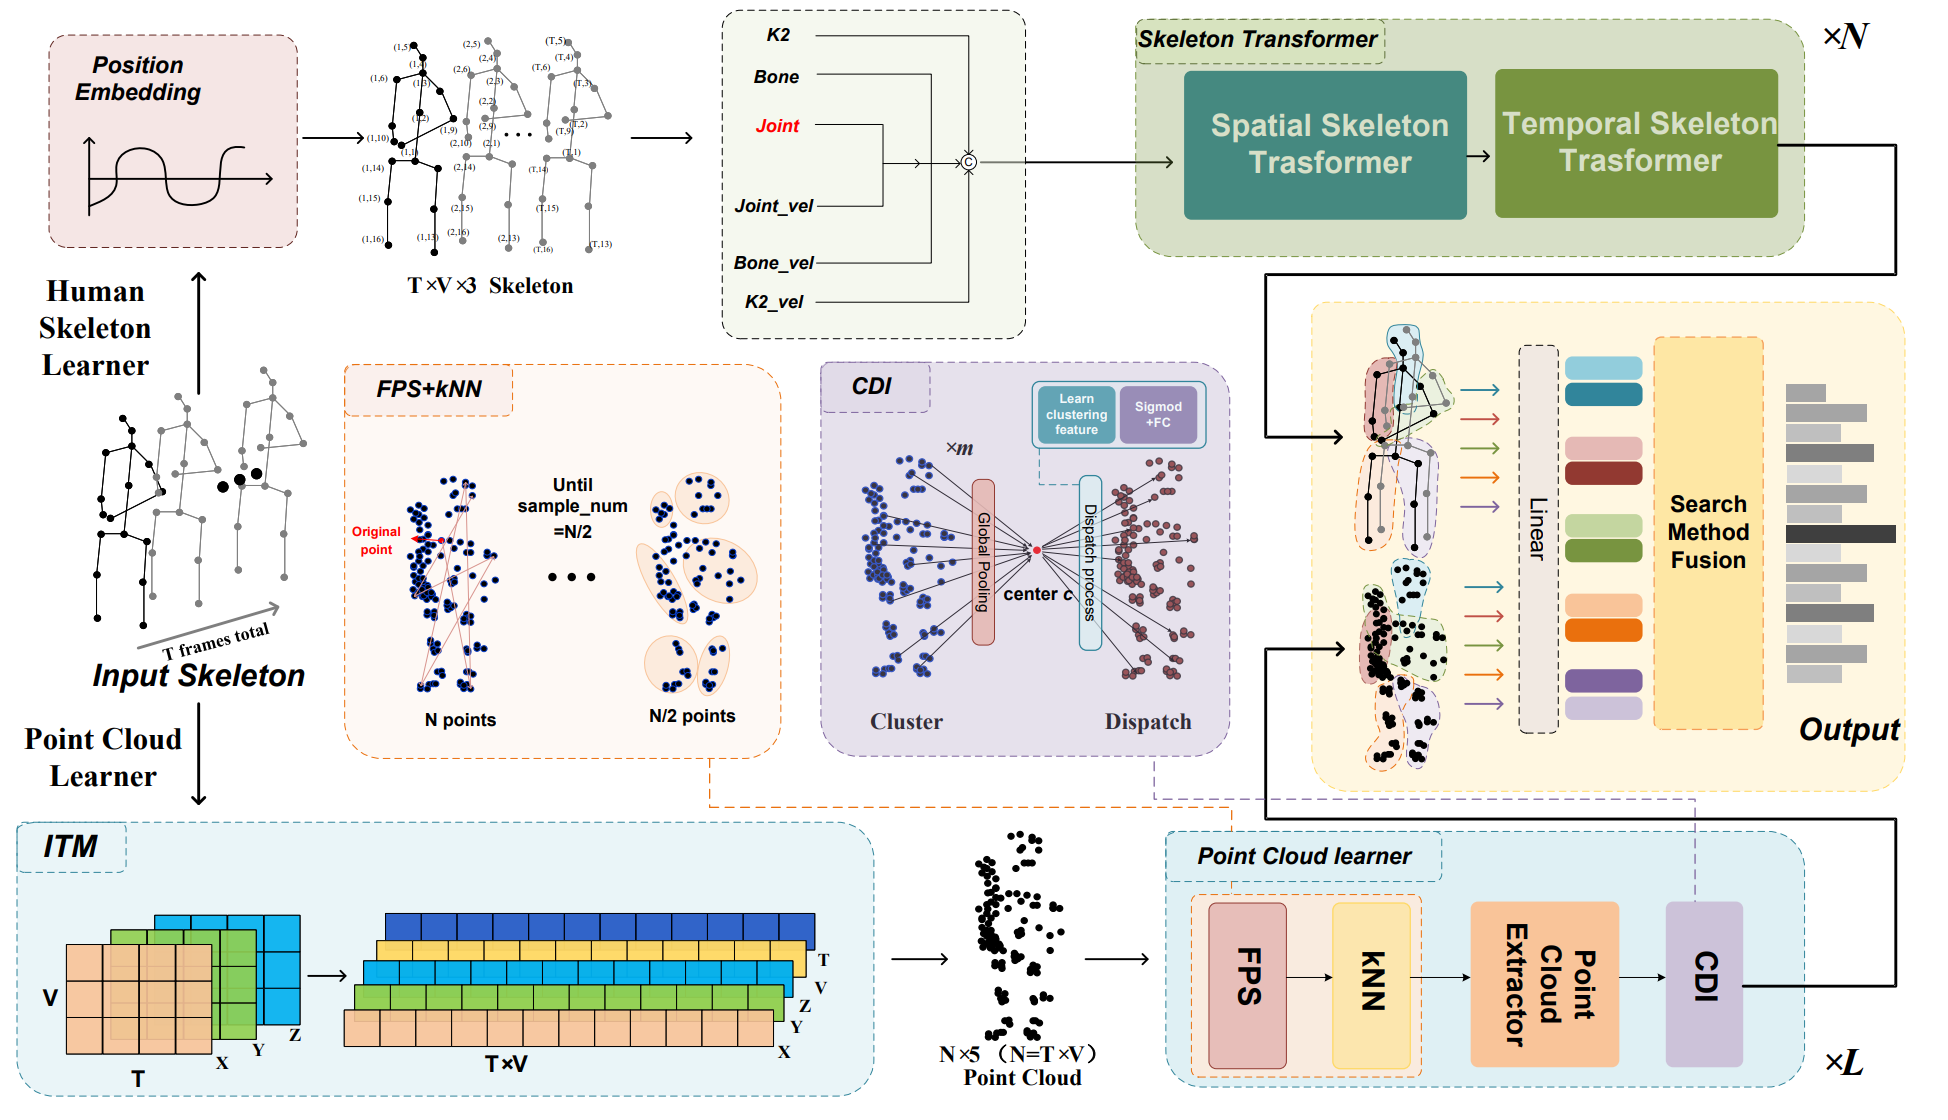 Position
Embedding
(1,5)
(1,4)
(1,6)
(1,3)
(1,2)
(1,9)
(1,10)
(1,1)
(1,14)
(1,15)
(1,16)
(1,13)
(2,5)
(2,4)
(2,6)
(2,3)
(2,2)
(2,9)
(2,10)
(2,1)
(2,14)
(2,15)
(2,16)
(2,13)
(T,5)
(T,4)
(T,6)
(T,3)
(T,2)
(T,9)
(T,1)
(T,14)
(T,15)
(T,16)
(T,13)
T×V×3 Skeleton
K2
Bone
Joint
Joint_vel
Bone_vel
K2_vel
C
Skeleton Transformer
×N
Spatial Skeleton
Trasformer
Temporal Skeleton
Trasformer
Human
Skeleton
Learner
T frames total
Input Skeleton
Point Cloud
Learner
FPS+kNN
Original
point
Until
sample_num
=N/2
N points
N/2 points
CDI
Learn
clustering
feature
Sigmod
+FC
×m
Global Pooling
center c
Dispatch process
Cluster
Dispatch
Linear
Search
Method
Fusion
Output
ITM
V
T
X
Y
Z
T
V
Z
Y
X
T×V
N×5（N=T×V）
Point Cloud
Point Cloud learner
FPS
kNN
Point
Cloud
Extractor
CDI
×L